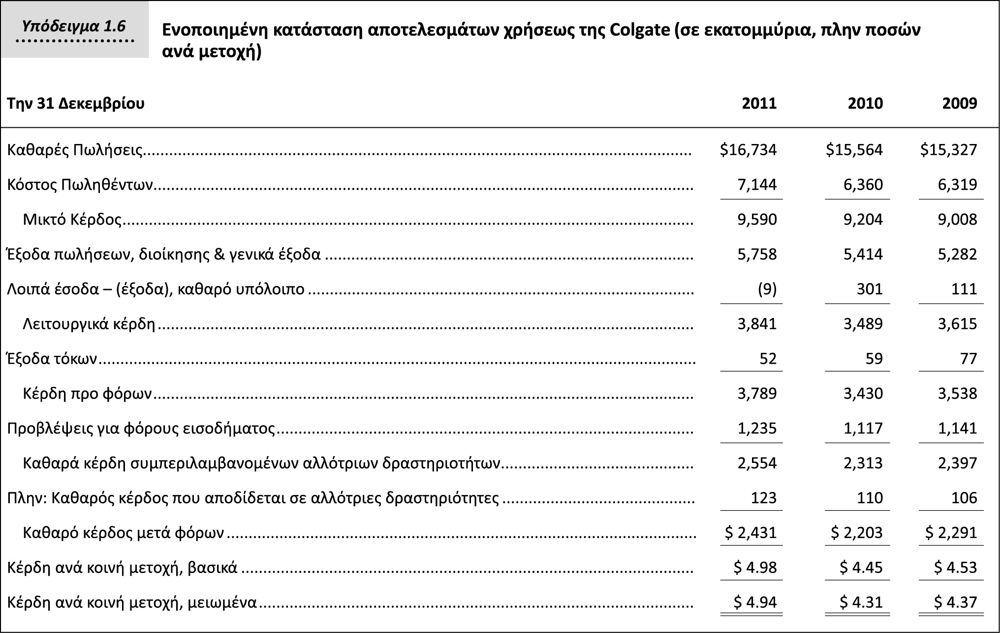 Υπόδειγμα 1.6
Ενοποιημένη κατάσταση αποτελεσμάτων χρήσεως της Colgate (σε εκατομμύρια, πλην ποσών
ανά μετοχή)
Την 31 Δεκεμβρίου 2011 2010 2009
Καθαρές Πωλήσεις $16,734 $15,564 $15,327
Κόστος Πωληθέντων 7,144 6,360 6,319
Μικτό Κέρδος 9,590 9,204 9,008
Έξοδα πωλήσεων, διοίκησης & γενικά έξοδα 5,758 5,414 5,282
Λοιπά έσοδα – (έξοδα), καθαρό υπόλοιπο (9) 301 111
Λειτουργικά κέρδη 3,841 3,489 3,615
Έξοδα τόκων 52 59 77
Κέρδη προ φόρων 3,789 3,430 3,538
Προβλέψεις για φόρους εισοδήματος 1,235 1,117 1,141
Καθαρά κέρδη συμπεριλαμβανομένων αλλότριων δραστηριοτήτων 2,554 2,313 2,397
Πλην: Καθαρός κέρδος που αποδίδεται σε αλλότριες δραστηριότητες 123 110 106
Καθαρό κέρδος μετά φόρων $ 2,431 $ 2,203 $ 2,291
Κέρδη ανά κοινή μετοχή, βασικά $ 4.98 $ 4.45 $ 4.53
Κέρδη ανά κοινή μετοχή, μειωμένα $ 4.94 $ 4.31 $ 4.37